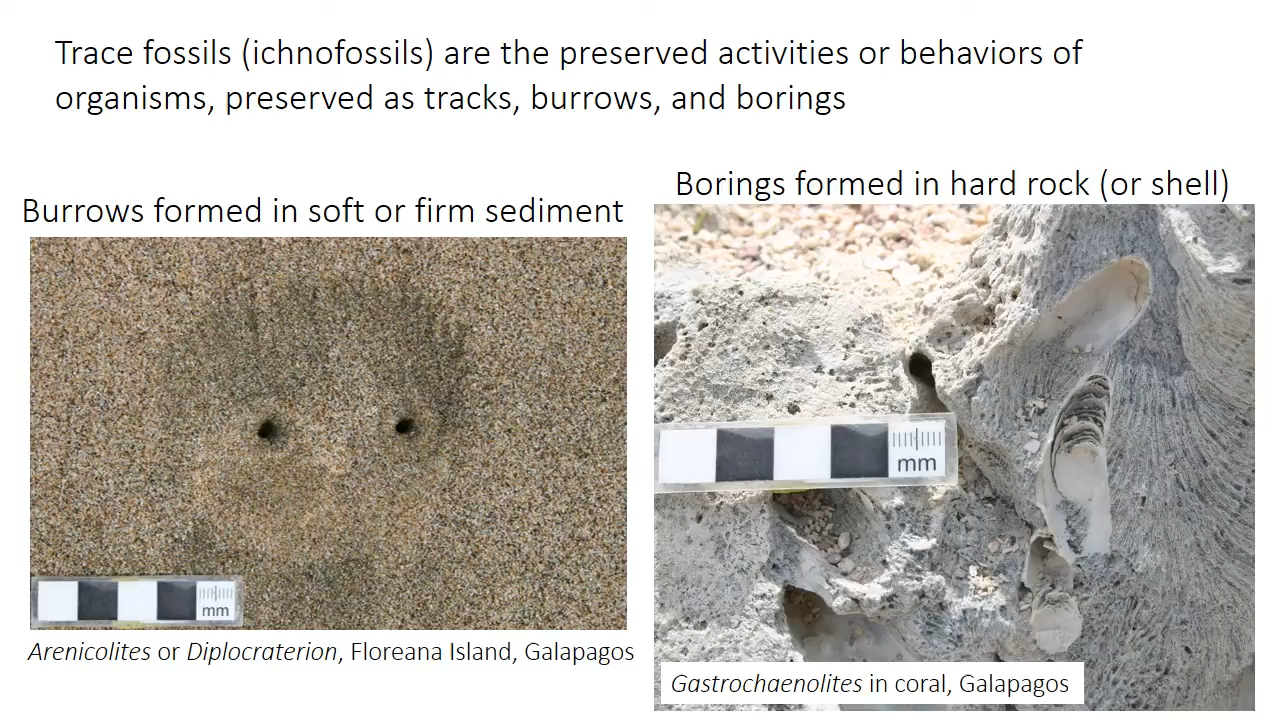 Trace fossils (ichnofossils) are the preserved activities or behaviors of
organisms, preserved as tracks, burrows, and borings
Burrows formed in soft or firm sediment
Borings formed in hard rock (or shell)
mm
mm
Arenicolites or Diplocraterion, Floreana Island, Galapagos
Gastrochaenolites in coral, Galapagos